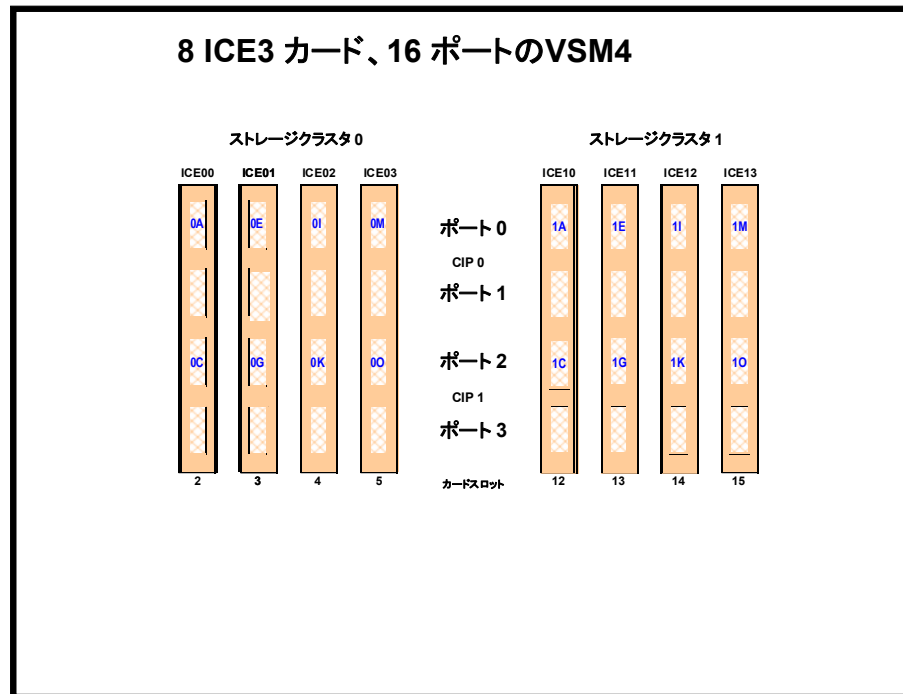 8 ICE3 カード、16 ポートのVSM4
ストレージクラスタ 0 ストレージクラスタ 1
ICE00 ICE01 ICE02 ICE03 ICE10 ICE11 ICE12 ICE13
0A 0E 0I 0M ポート 0 1A 1E 1I 1M
CIP 0
ポート 1
0C 0G 0K 0O ポート 2 1C 1G 1K 1O
CIP 1
ポート 3
2 3 4 5 カードスロット 12 13 14 15